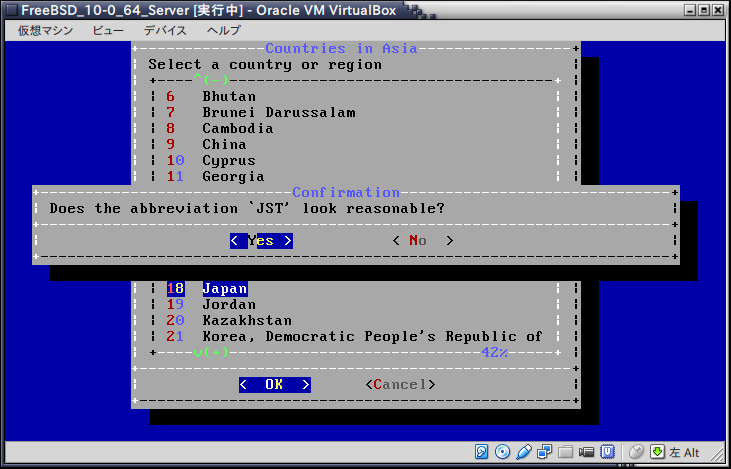 FreeBSD_10-0_64_Server [実行中] - Oracle VM VirtualBox
仮想マシン ビュー デバイス ヘルプ
Countries in Asia
Select a country or region
^(-)
6 Bhutan
7 Brunei Darussalam
8 Cambodia
9 China
10 Cyprus
11 Georgia
Confirmation
Does the abbreviation `JST' look reasonable?
< Yes > < No >
18 Japan
19 Jordan
20 Kazakhstan
21 Korea, Democratic People's Republic of
v(+) 42%
< OK > <Cancel>
左 Alt